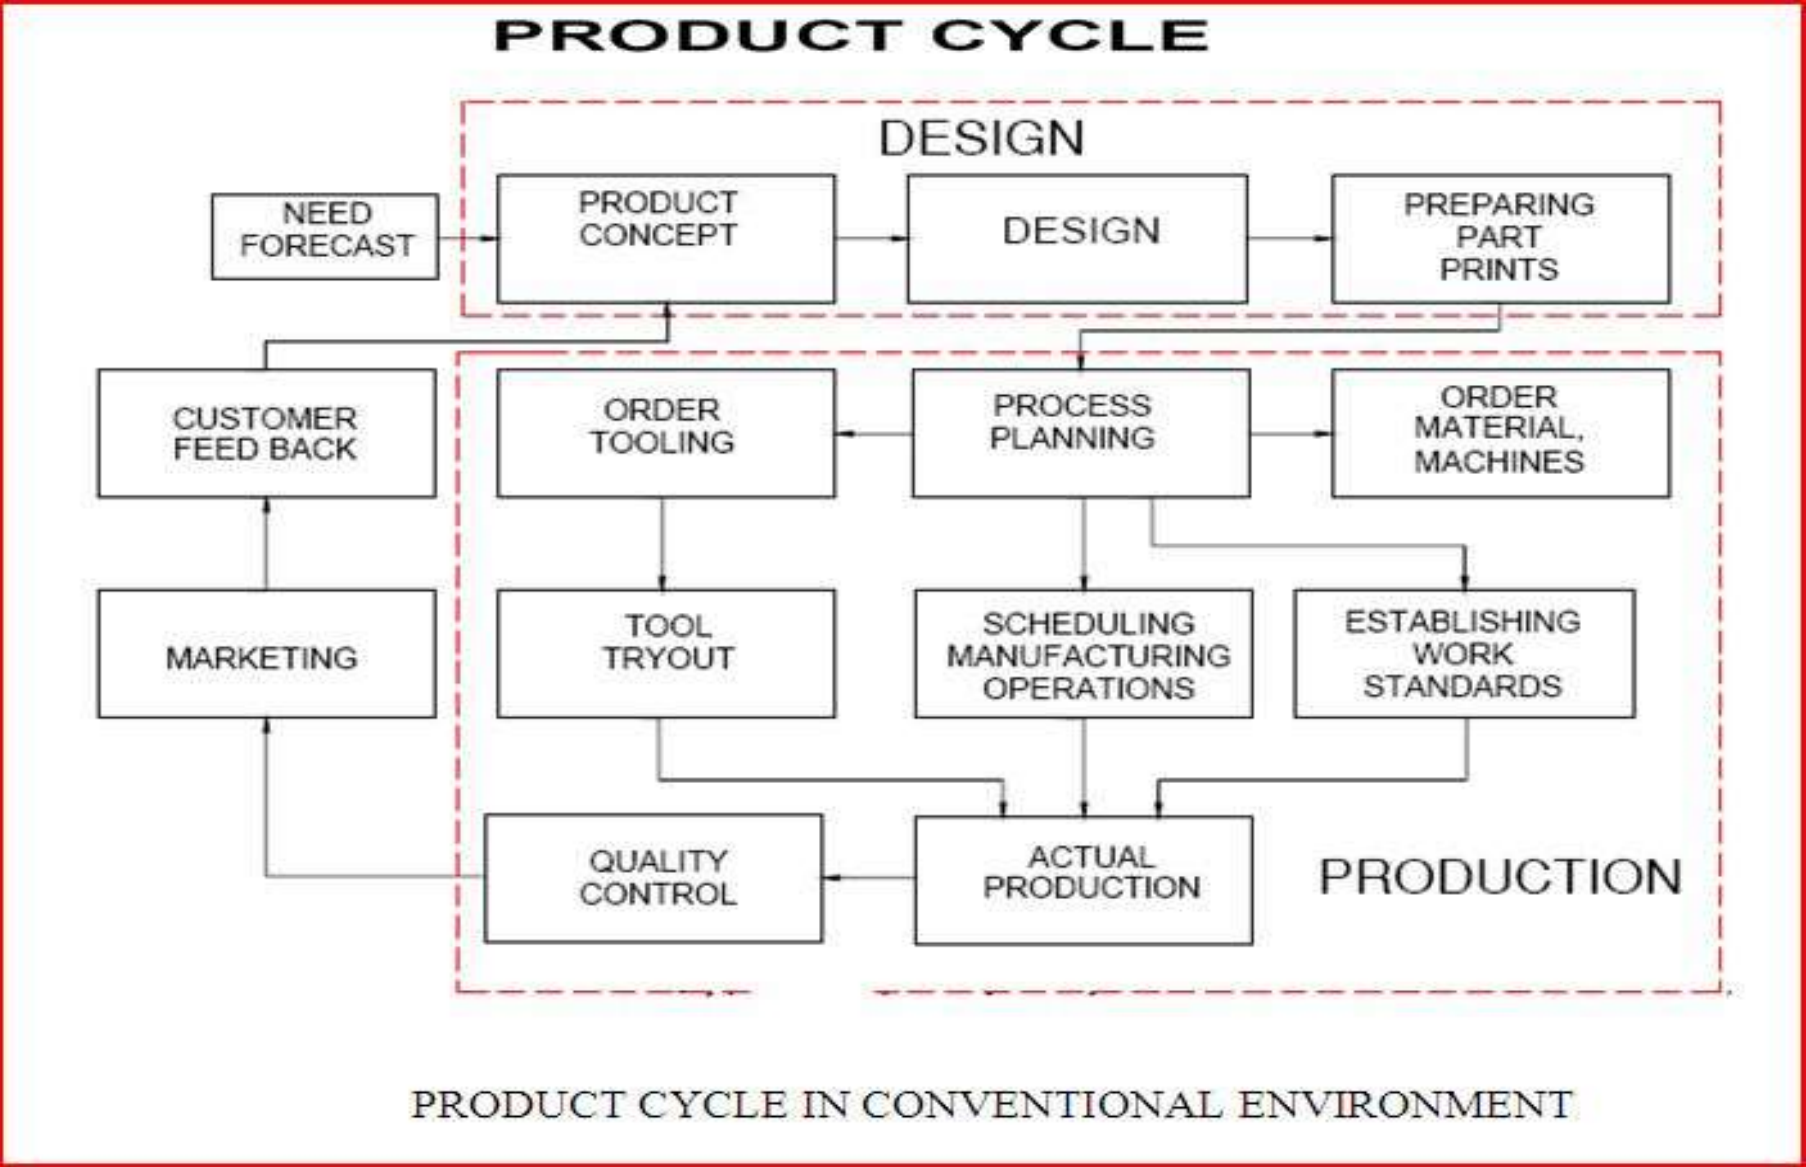 PRODUCT CYCLE
DESIGN
NEED
FORECAST
PRODUCT
CONCEPT
DESIGN
PREPARING
PART
PRINTS
CUSTOMER
FEED BACK
ORDER
TOOLING
PROCESS
PLANNING
ORDER
MATERIAL,
MACHINES
MARKETING
TOOL
TRYOUT
SCHEDULING
MANUFACTURING
OPERATIONS
ESTABLISHING
WORK
STANDARDS
QUALITY
CONTROL
ACTUAL
PRODUCTION
PRODUCTION
PRODUCT CYCLE IN CONVENTIONAL ENVIRONMENT